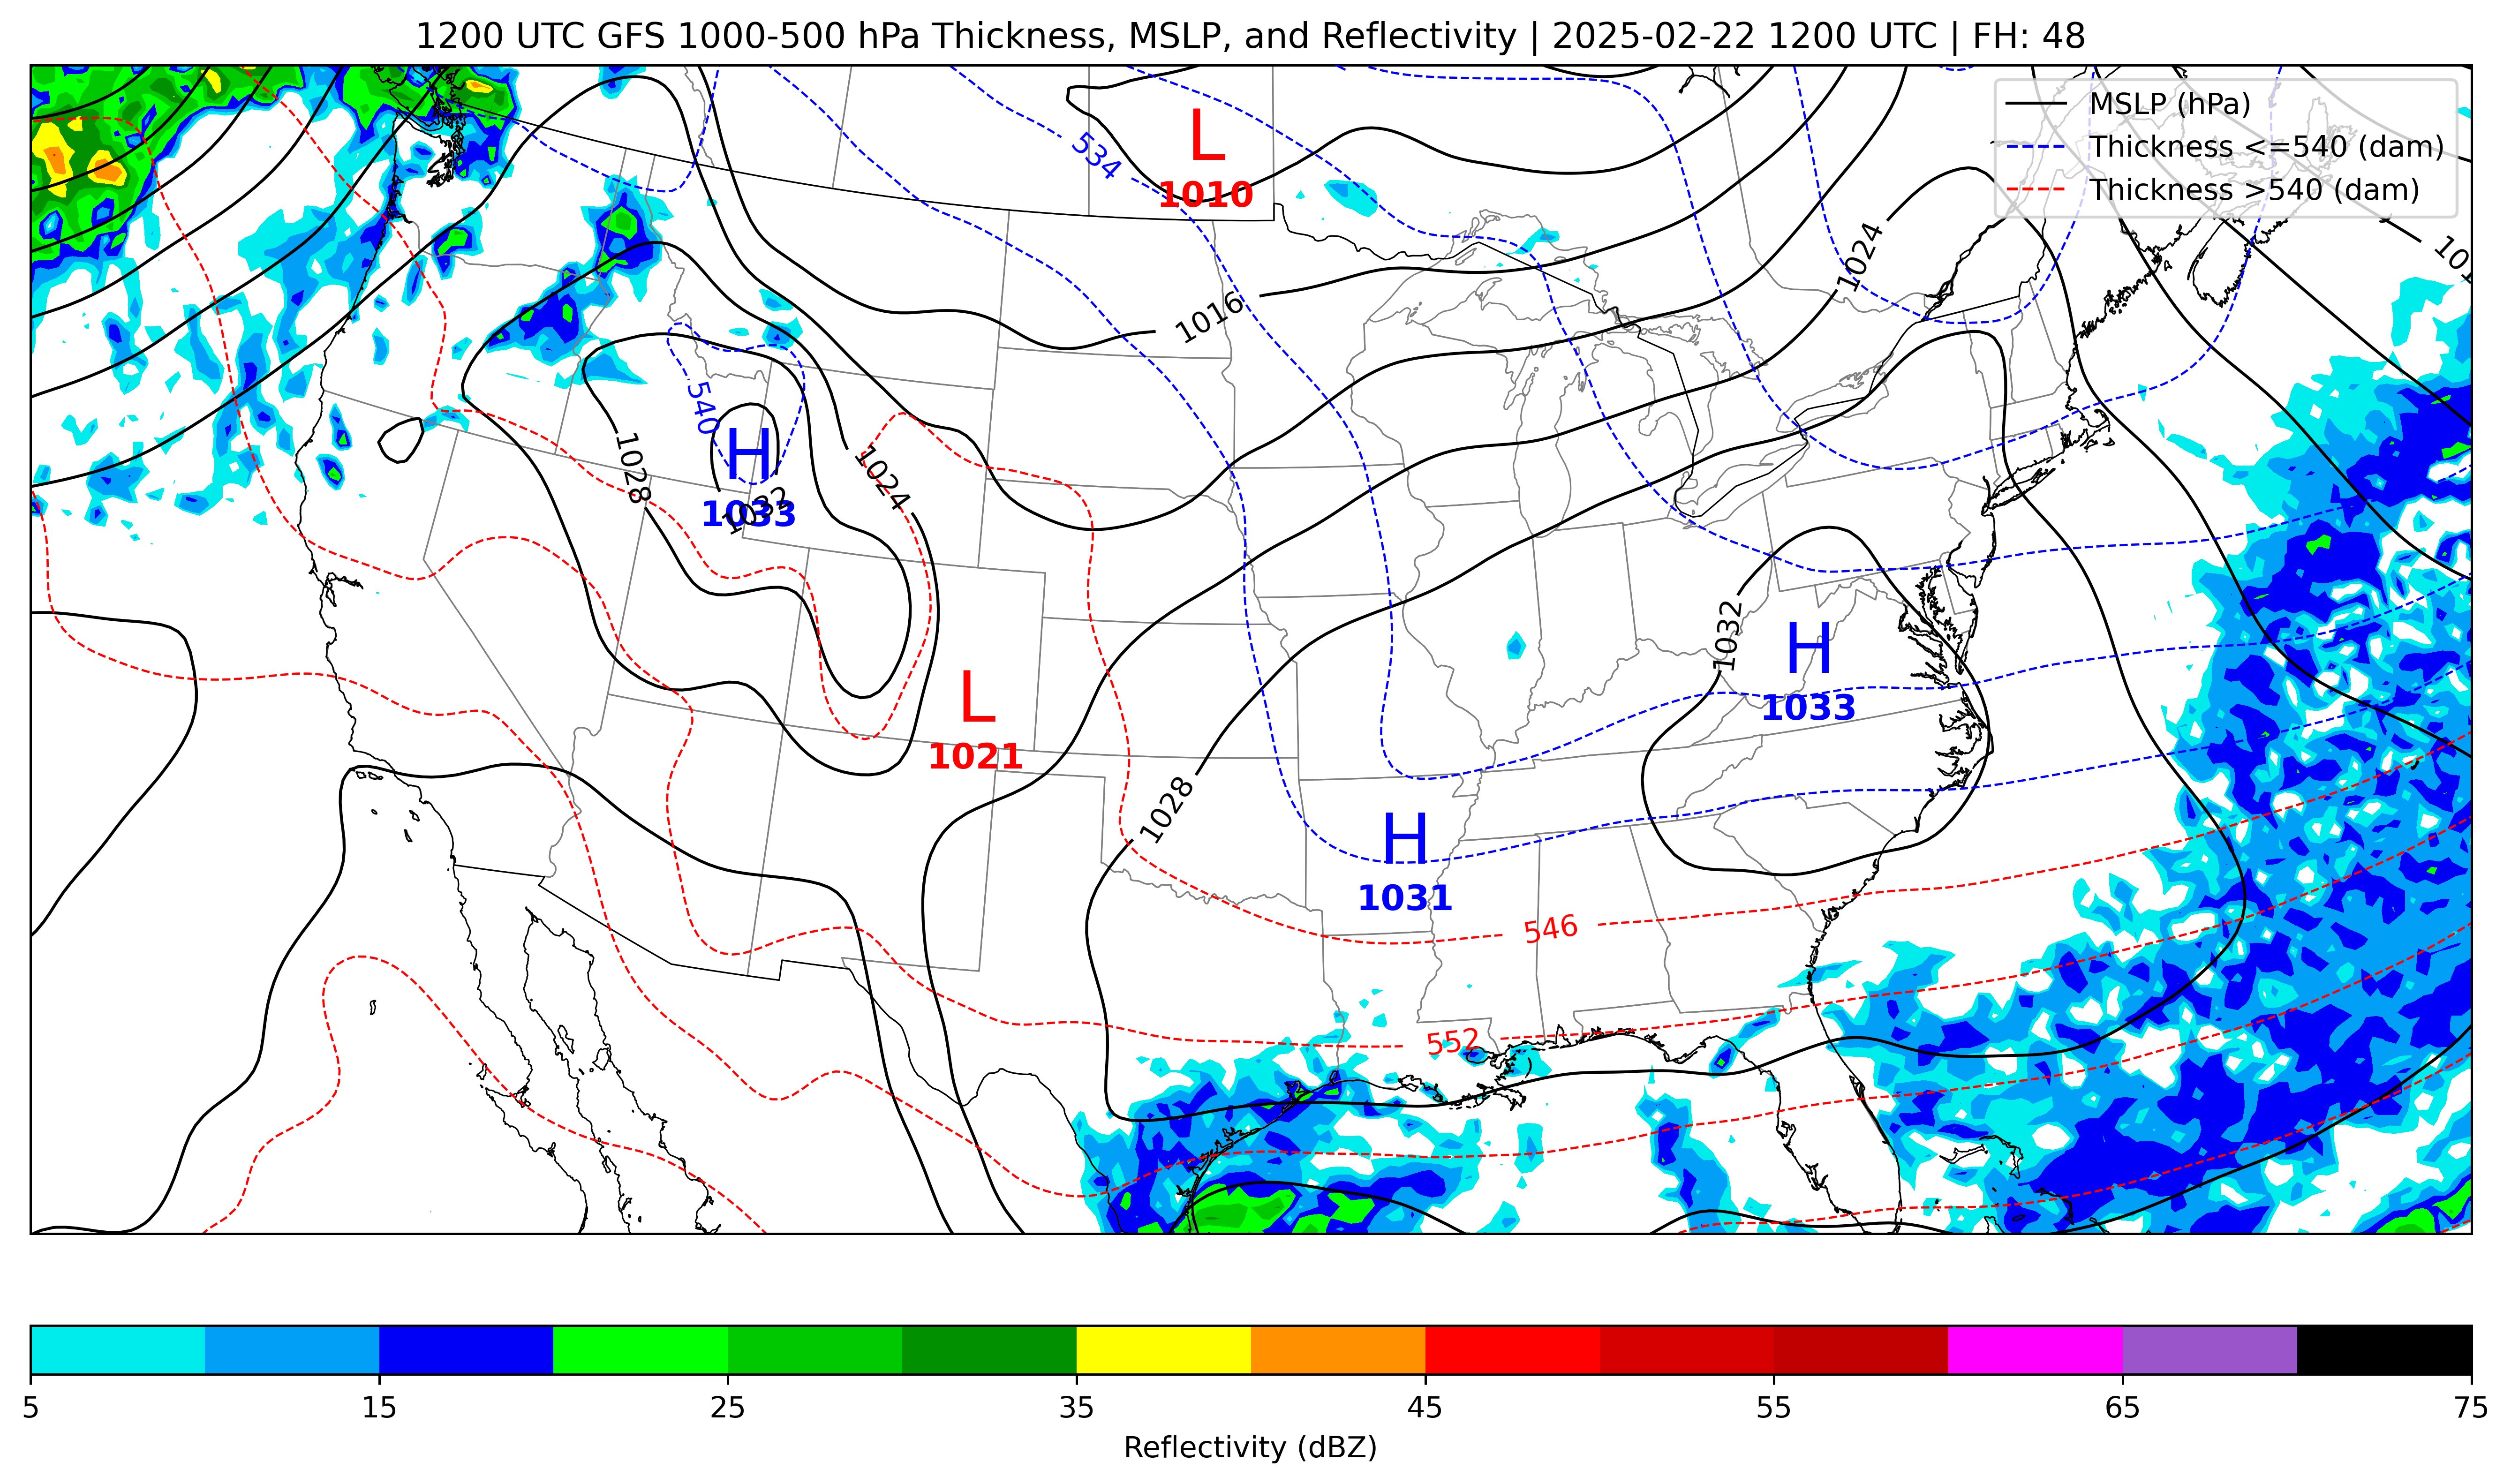 1200 UTC GFS 1000-500 hPa Thickness, MSLP, and Reflectivity | 2025-02-22 1200 UTC | FH: 48
MSLP (hPa)
Thickness <=540 (dam)
Thickness >540 (dam)
534
L
1010
1024
1016
540
H
1033
1032
1028
1024
1032
H
1033
L
1021
1028
H
1031
546
552
5 15 25 35 45 55 65 75
Reflectivity (dBZ)